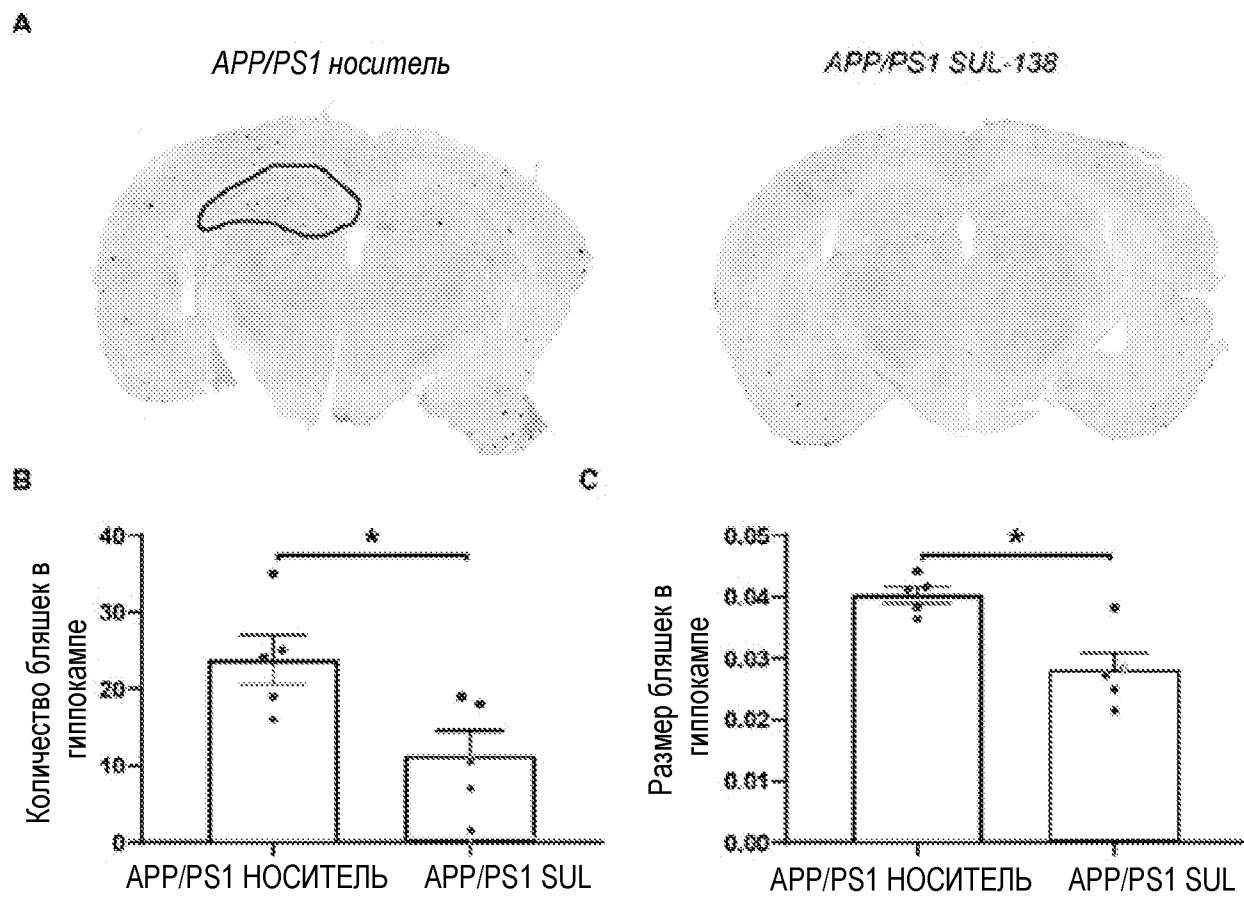 A
APP/PS1 носитель
APP/PS1 SUL-138
B
C
Количество бляшек в
гиппокампе
40
30
20
10
0
*
APP/PS1 НОСИТЕЛЬ
APP/PS1 SUL
Размер бляшек в
гиппокампе
0.05
0.04
0.03
0.02
0.01
0.00
*
APP/PS1 НОСИТЕЛЬ
APP/PS1 SUL